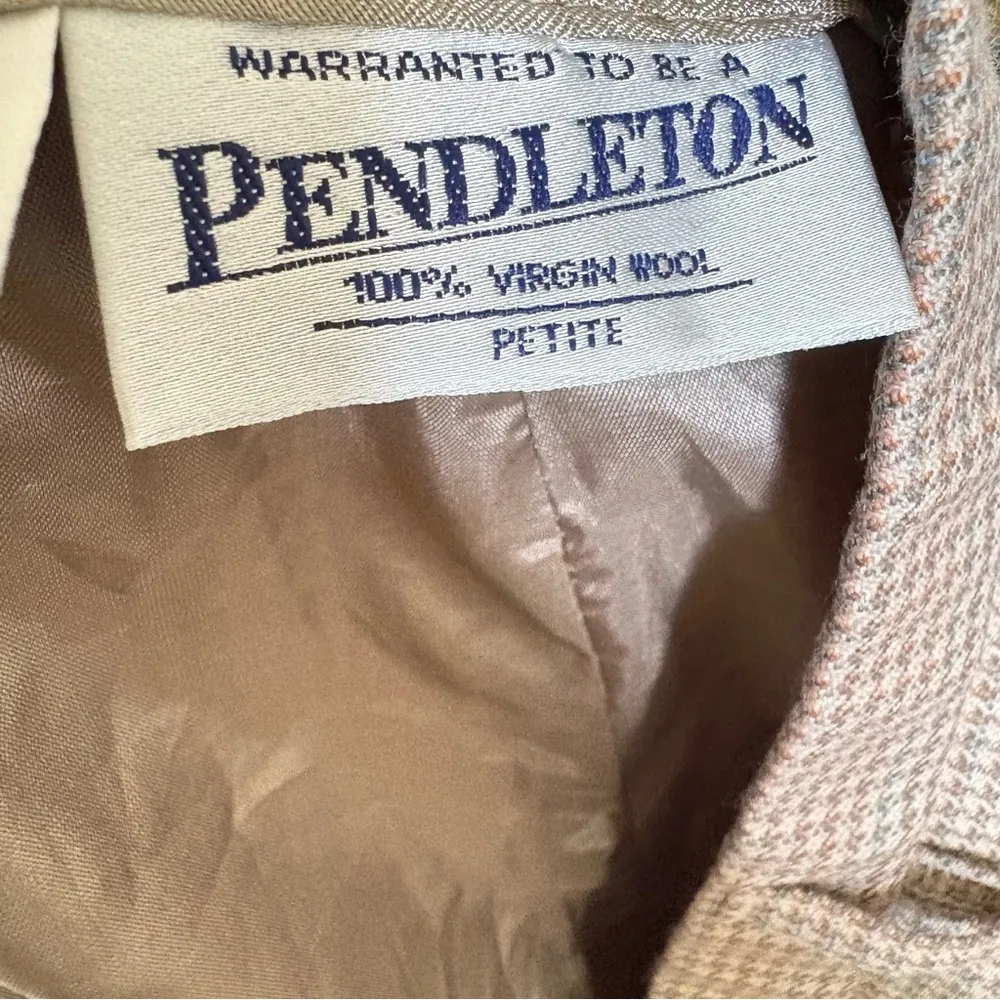 WARRANTED TO BE A
PENDLETON
100% VIRGIN WOOL
PETITE